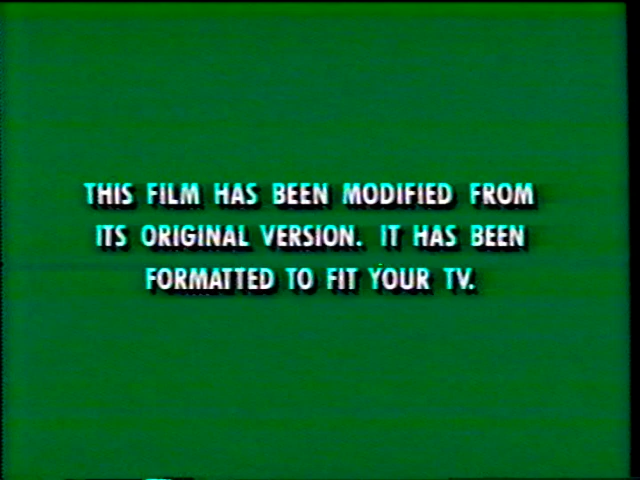 THIS FILM HAS BEEN MODIFIED FROM
ITS ORIGINAL VERSION. IT HAS BEEN
FORMATTED TO FIT YOUR TV.